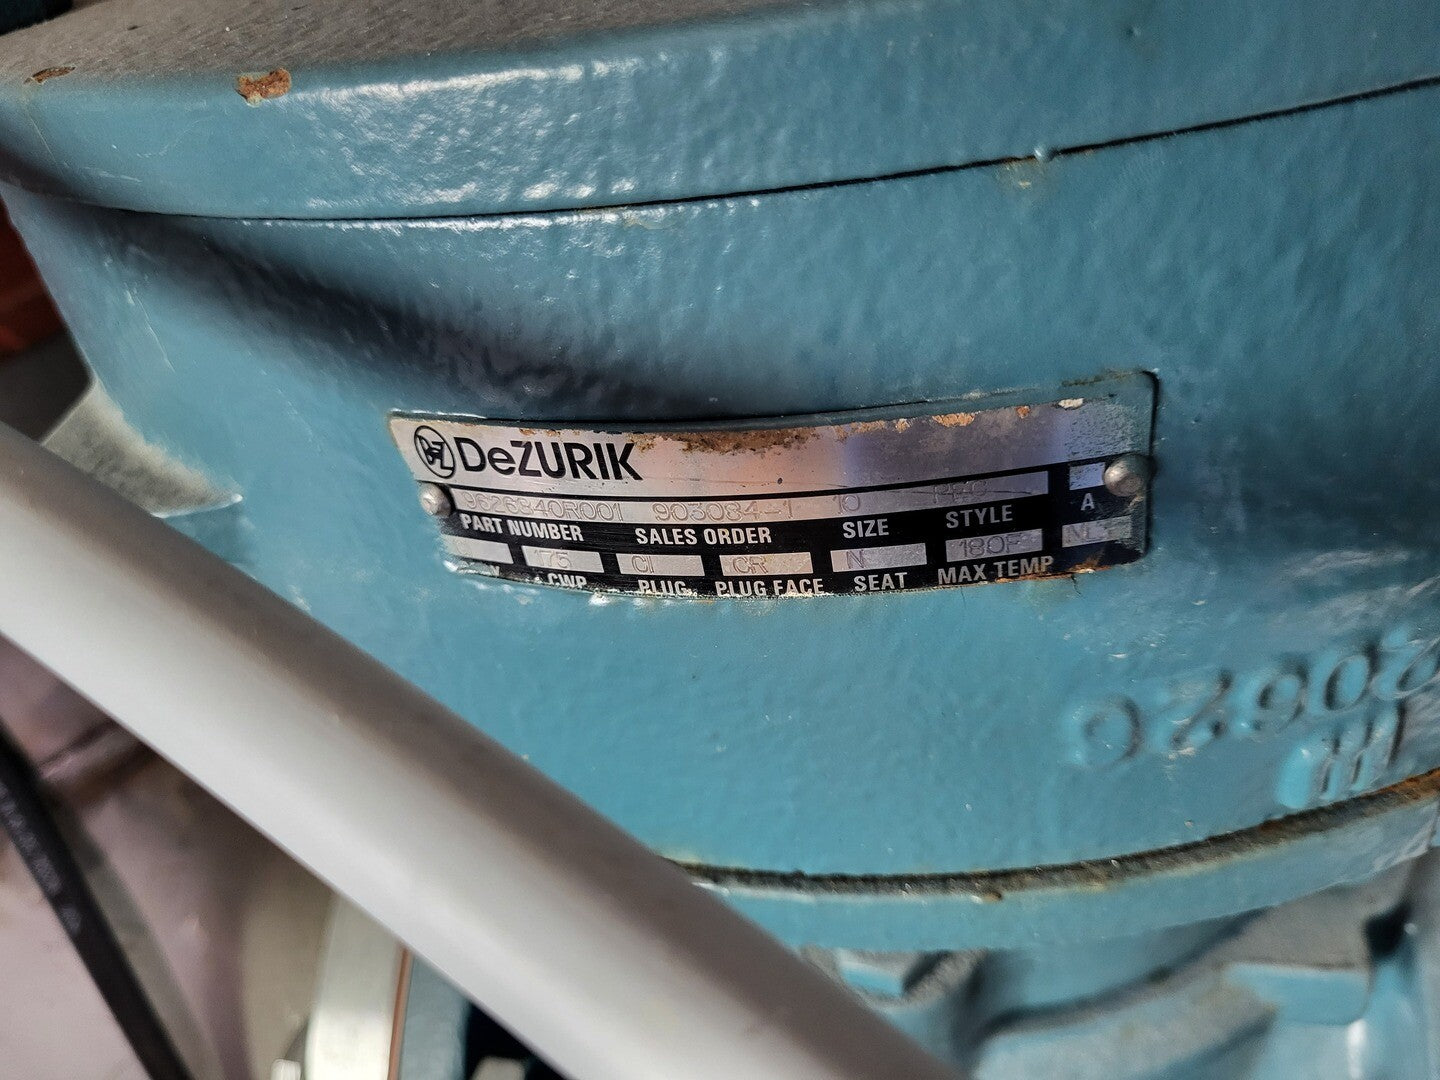 DeZURIK
9626840R001 903084-1 10 PEC
PART NUMBER SALES ORDER SIZE STYLE A
175 CI CR N 180F
CWP PLUG PLUG FACE SEAT MAX TEMP